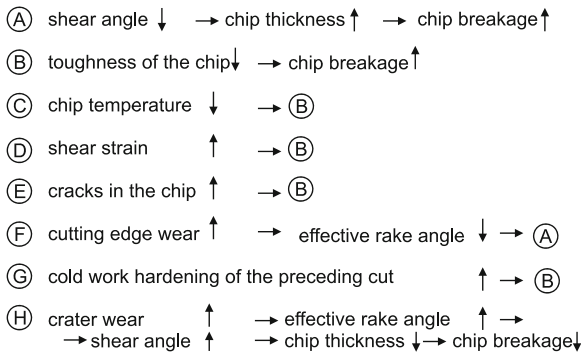 Ⓐ shear angle ↓ → chip thickness ↑ → chip breakage ↑
Ⓑ toughness of the chip ↓ → chip breakage ↑
Ⓒ chip temperature ↓ → Ⓑ
Ⓓ shear strain ↑ → Ⓑ
Ⓔ cracks in the chip ↑ → Ⓑ
Ⓕ cutting edge wear ↑ → effective rake angle ↓ → Ⓐ
Ⓖ cold work hardening of the preceding cut ↑ → Ⓑ
Ⓗ crater wear ↑ → effective rake angle ↑ →
→ shear angle ↑ → chip thickness ↓ → chip breakage ↓